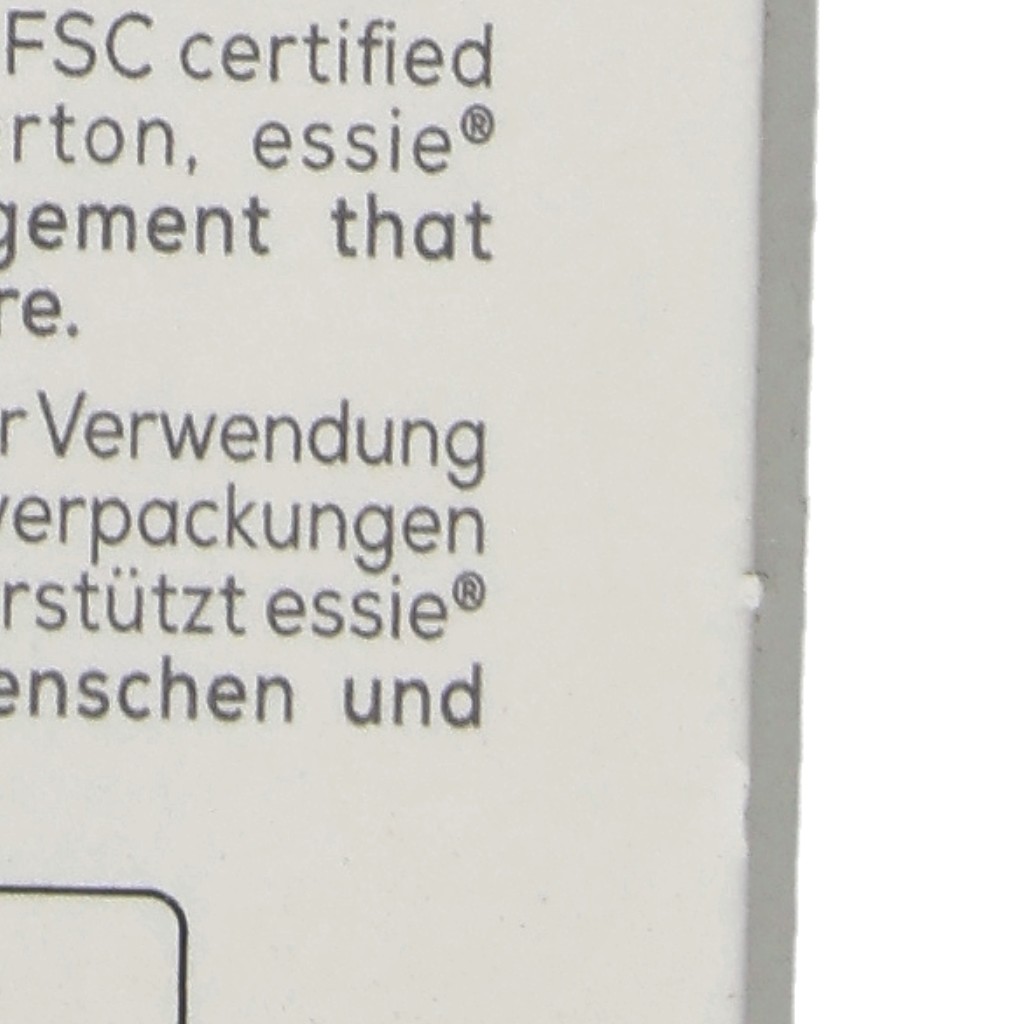 FSC certified
rton, essie®
gement that
re.
r Verwendung
verpackungen
rstützt essie®
enschen und